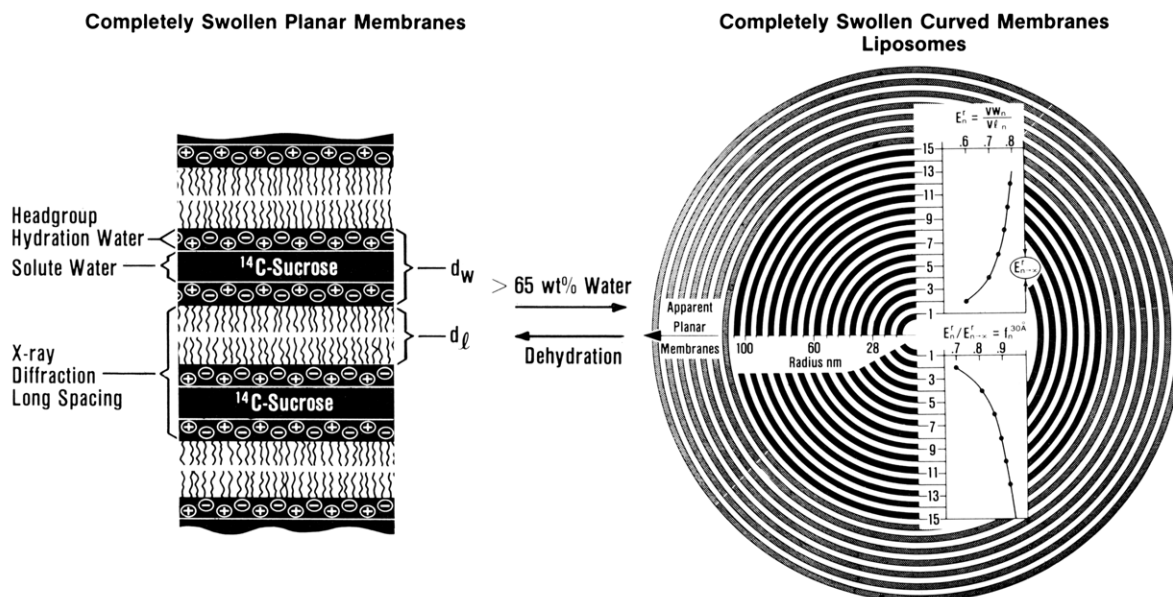 Completely Swollen Planar Membranes
Headgroup
Hydration Water
Solute Water
X-ray
Diffraction
Long Spacing
¹⁴C-Sucrose
¹⁴C-Sucrose
d_w
d_ℓ
> 65 wt% Water
Dehydration
Completely Swollen Curved Membranes
Liposomes
Apparent
Planar
Membranes
100 60 28
Radius nm
.6 .7 .8
15
13
11
9
7
5
3
1
.7 .8 .9
1
3
5
7
9
11
13
15